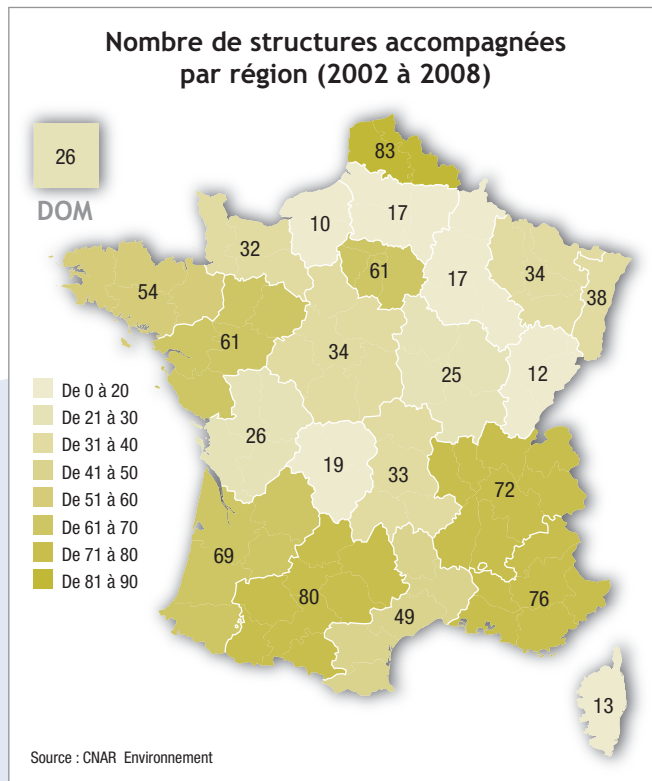 Nombre de structures accompagnées
par région (2002 à 2008)
26
DOM
83
10
17
32
61
17
34
38
54
61
34
25
12
26
19
33
72
69
80
49
76
13
De 0 à 20
De 21 à 30
De 31 à 40
De 41 à 50
De 51 à 60
De 61 à 70
De 71 à 80
De 81 à 90
Source : CNAR Environnement